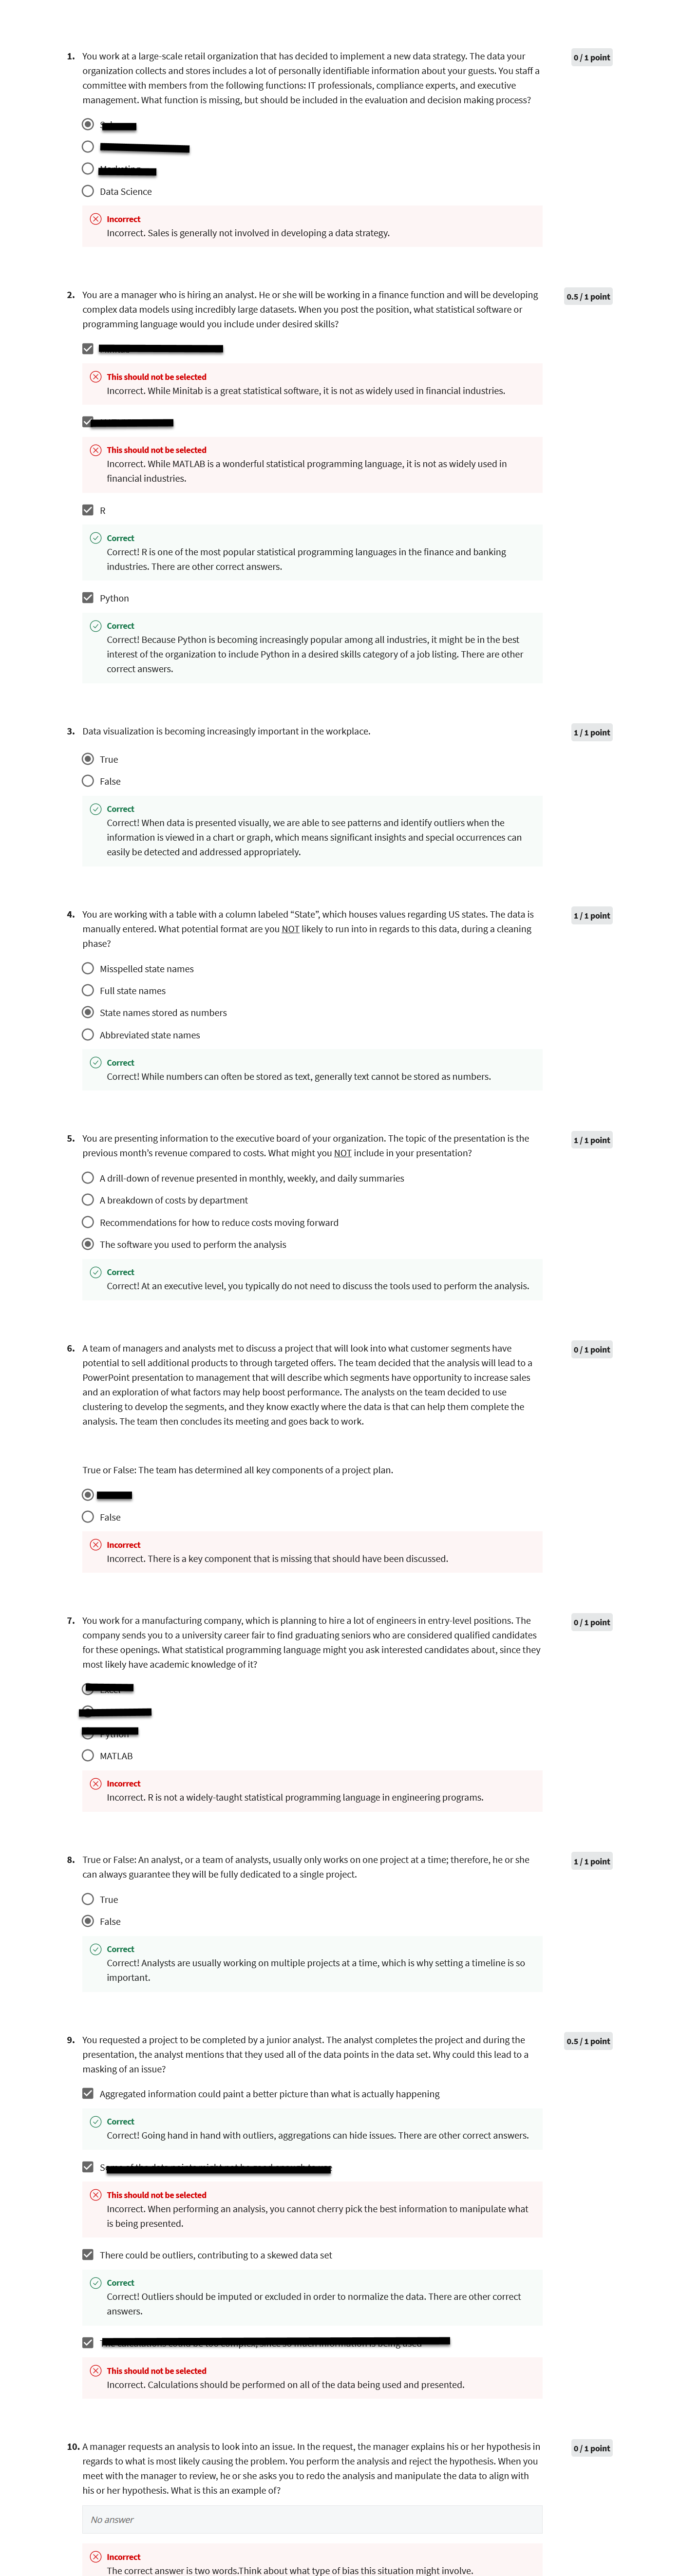 1. You work at a large-scale retail organization that has decided to implement a new data strategy. The data your
organization collects and stores includes a lot of personally identifiable information about your guests. You staff a
committee with members from the following functions: IT professionals, compliance experts, and executive
management. What function is missing, but should be included in the evaluation and decision making process?
0 / 1 point
Data Science
Incorrect
Incorrect. Sales is generally not involved in developing a data strategy.
2. You are a manager who is hiring an analyst. He or she will be working in a finance function and will be developing
complex data models using incredibly large datasets. When you post the position, what statistical software or
programming language would you include under desired skills?
0.5 / 1 point
This should not be selected
Incorrect. While Minitab is a great statistical software, it is not as widely used in financial industries.
This should not be selected
Incorrect. While MATLAB is a wonderful statistical programming language, it is not as widely used in
financial industries.
R
Correct
Correct! R is one of the most popular statistical programming languages in the finance and banking
industries. There are other correct answers.
Python
Correct
Correct! Because Python is becoming increasingly popular among all industries, it might be in the best
interest of the organization to include Python in a desired skills category of a job listing. There are other
correct answers.
3. Data visualization is becoming increasingly important in the workplace.
1 / 1 point
True
False
Correct
Correct! When data is presented visually, we are able to see patterns and identify outliers when the
information is viewed in a chart or graph, which means significant insights and special occurrences can
easily be detected and addressed appropriately.
4. You are working with a table with a column labeled “State”, which houses values regarding US states. The data is
manually entered. What potential format are you NOT likely to run into in regards to this data, during a cleaning
phase?
1 / 1 point
Misspelled state names
Full state names
State names stored as numbers
Abbreviated state names
Correct
Correct! While numbers can often be stored as text, generally text cannot be stored as numbers.
5. You are presenting information to the executive board of your organization. The topic of the presentation is the
previous month’s revenue compared to costs. What might you NOT include in your presentation?
1 / 1 point
A drill-down of revenue presented in monthly, weekly, and daily summaries
A breakdown of costs by department
Recommendations for how to reduce costs moving forward
The software you used to perform the analysis
Correct
Correct! At an executive level, you typically do not need to discuss the tools used to perform the analysis.
6. A team of managers and analysts met to discuss a project that will look into what customer segments have
potential to sell additional products to through targeted offers. The team decided that the analysis will lead to a
PowerPoint presentation to management that will describe which segments have opportunity to increase sales
and an exploration of what factors may help boost performance. The analysts on the team decided to use
clustering to develop the segments, and they know exactly where the data is that can help them complete the
analysis. The team then concludes its meeting and goes back to work.
0 / 1 point
True or False: The team has determined all key components of a project plan.
False
Incorrect
Incorrect. There is a key component that is missing that should have been discussed.
7. You work for a manufacturing company, which is planning to hire a lot of engineers in entry-level positions. The
company sends you to a university career fair to find graduating seniors who are considered qualified candidates
for these openings. What statistical programming language might you ask interested candidates about, since they
most likely have academic knowledge of it?
0 / 1 point
MATLAB
Incorrect
Incorrect. R is not a widely-taught statistical programming language in engineering programs.
8. True or False: An analyst, or a team of analysts, usually only works on one project at a time; therefore, he or she
can always guarantee they will be fully dedicated to a single project.
1 / 1 point
True
False
Correct
Correct! Analysts are usually working on multiple projects at a time, which is why setting a timeline is so
important.
9. You requested a project to be completed by a junior analyst. The analyst completes the project and during the
presentation, the analyst mentions that they used all of the data points in the data set. Why could this lead to a
masking of an issue?
0.5 / 1 point
Aggregated information could paint a better picture than what is actually happening
Correct
Correct! Going hand in hand with outliers, aggregations can hide issues. There are other correct answers.
This should not be selected
Incorrect. When performing an analysis, you cannot cherry pick the best information to manipulate what
is being presented.
There could be outliers, contributing to a skewed data set
Correct
Correct! Outliers should be imputed or excluded in order to normalize the data. There are other correct
answers.
This should not be selected
Incorrect. Calculations should be performed on all of the data being used and presented.
10. A manager requests an analysis to look into an issue. In the request, the manager explains his or her hypothesis in
regards to what is most likely causing the problem. You perform the analysis and reject the hypothesis. When you
meet with the manager to review, he or she asks you to redo the analysis and manipulate the data to align with
his or her hypothesis. What is this an example of?
0 / 1 point
No answer
Incorrect
The correct answer is two words.Think about what type of bias this situation might involve.